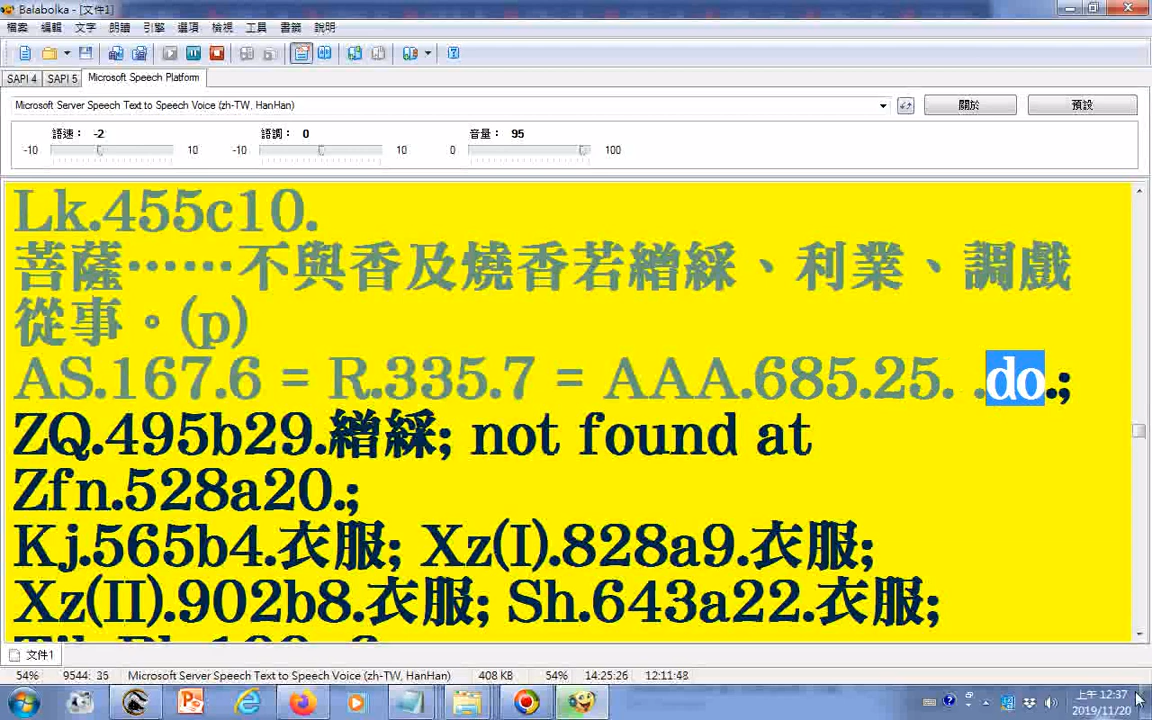 Balabolka - [文件1]
檔案 編輯 文字 朗讀 引擎 選項 檢視 工具 書籤 說明
SAPI 4 SAPI 5 Microsoft Speech Platform
Microsoft Server Speech Text to Speech Voice (zh-TW, HanHan) 關於 預設
語速： -2 語調： 0 音量： 95
-10 10 -10 10 0 100
Lk.455c10.
菩薩……不與香及燒香若繒綵、利業、調戲
從事。(p)
AS.167.6 = R.335.7 = AAA.685.25. .do.;
ZQ.495b29.繒綵; not found at
Zfn.528a20.;
Kj.565b4.衣服; Xz(I).828a9.衣服;
Xz(II).902b8.衣服; Sh.643a22.衣服;
文件1
54% 9544: 35 Microsoft Server Speech Text to Speech Voice (zh-TW, HanHan) 408 KB 54% 14:25:26 12:11:48
上午 12:37
2019/11/20